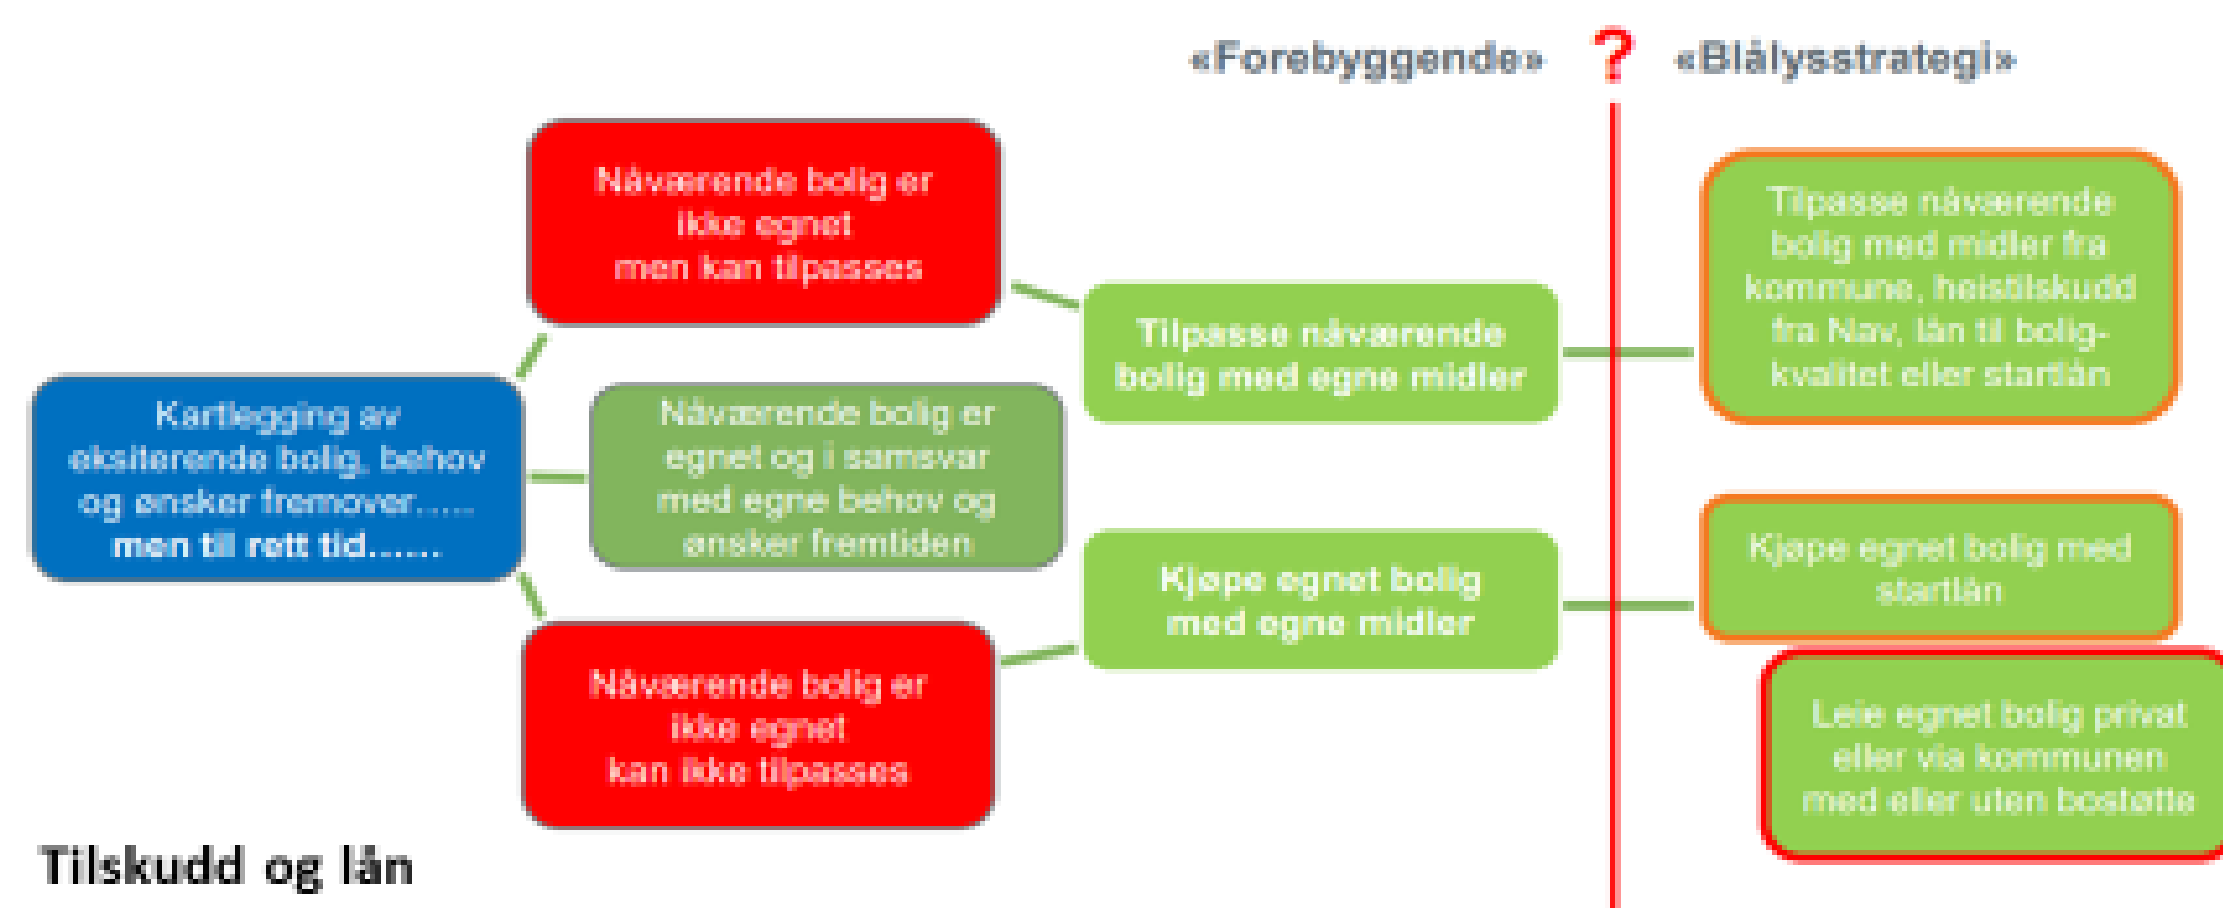 «Forebyggende» ? «Blålysstrategi»
Nåværende bolig er
ikke egnet
men kan tilpasses
Tilpasse nåværende
bolig med egne midler
Tilpasse nåværende
bolig med midler fra
kommune, heistilskudd
fra Nav, lån til bolig-
kvalitet eller startlån
Kartlegging av
eksiterende bolig, behov
og ønsker fremover......
men til rett tid.......
Nåværende bolig er
egnet og i samsvar
med egne behov og
ønsker fremtiden
Kjøpe egnet bolig
med egne midler
Kjøpe egnet bolig med
startlån
Nåværende bolig er
ikke egnet
kan ikke tilpasses
Leie egnet bolig privat
eller via kommunen
med eller uten bostøtte
Tilskudd og lån